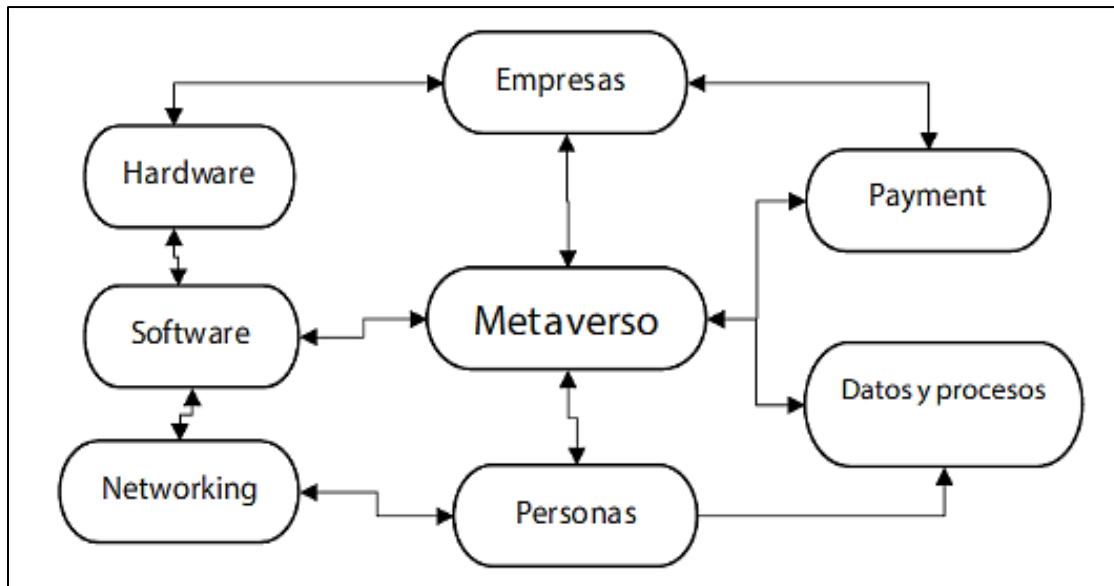 Empresas
Hardware
Payment
Metaverso
Software
Datos y procesos
Networking
Personas